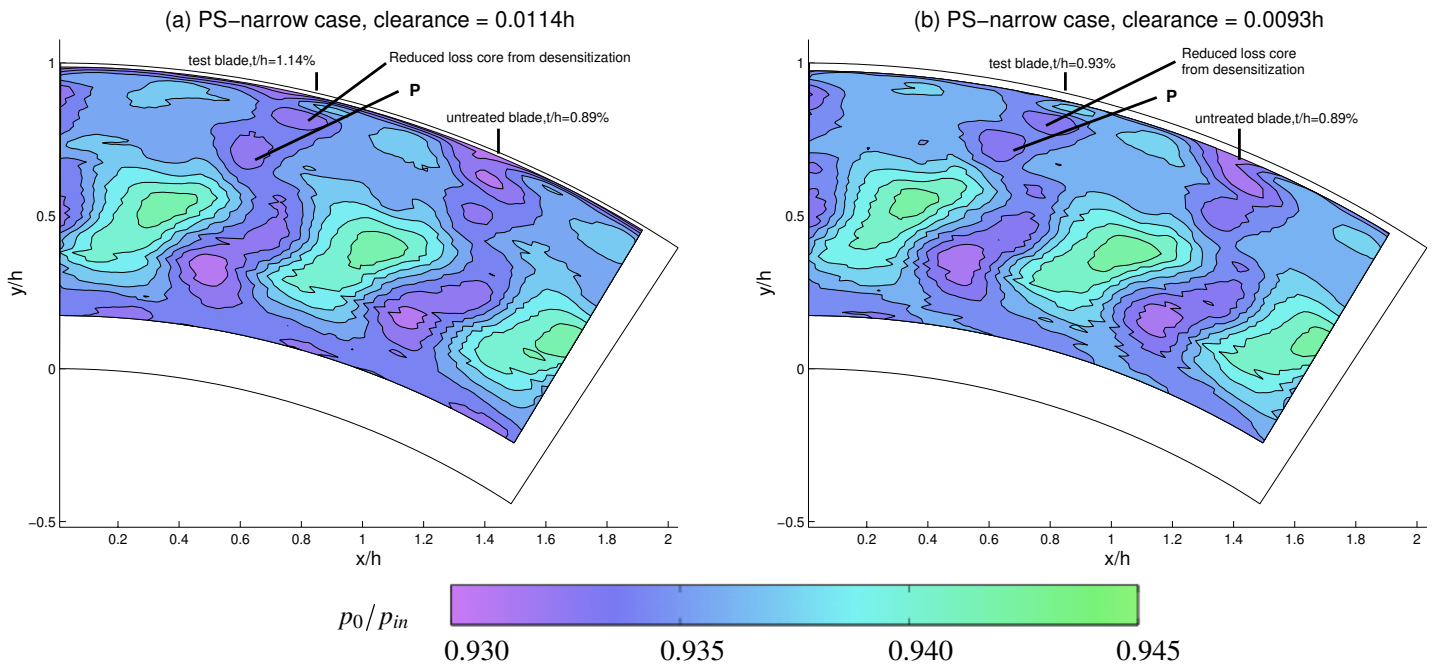 (a) PS−narrow case, clearance = 0.0114h
test blade,t/h=1.14%
Reduced loss core from desensitization
P
untreated blade,t/h=0.89%
1
0.5
0
−0.5
y/h
0.2 0.4 0.6 0.8 1 1.2 1.4 1.6 1.8 2
x/h
(b) PS−narrow case, clearance = 0.0093h
test blade,t/h=0.93%
Reduced loss core
from desensitization
P
untreated blade,t/h=0.89%
1
0.5
0
−0.5
y/h
0.2 0.4 0.6 0.8 1 1.2 1.4 1.6 1.8 2
x/h
p0/pin
0.930 0.935 0.940 0.945